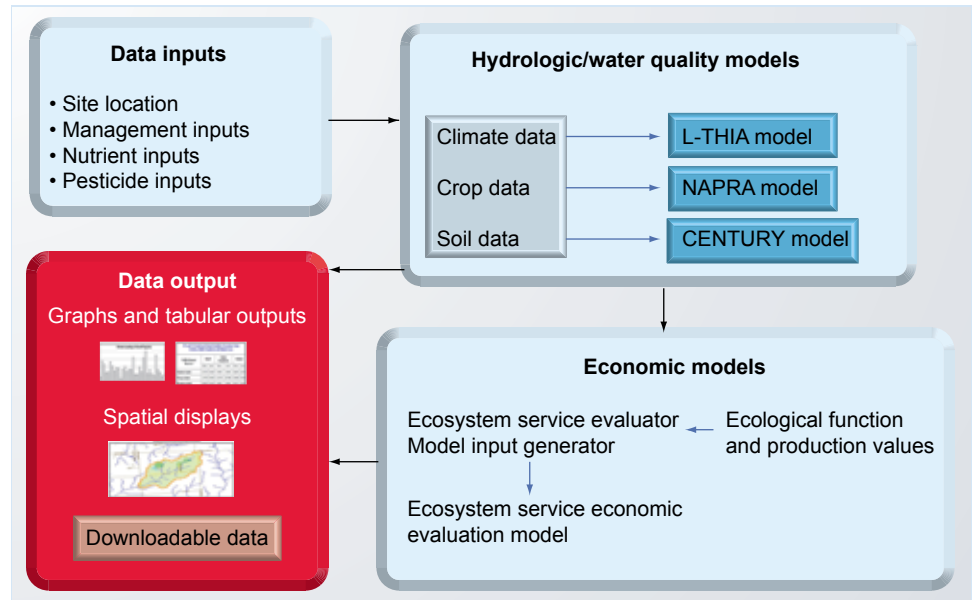 Data inputs
• Site location
• Management inputs
• Nutrient inputs
• Pesticide inputs
Hydrologic/water quality models
Climate data
L-THIA model
Crop data
NAPRA model
Soil data
CENTURY model
Data output
Graphs and tabular outputs
Spatial displays
Downloadable data
Economic models
Ecosystem service evaluator
Model input generator
Ecological function
and production values
Ecosystem service economic
evaluation model